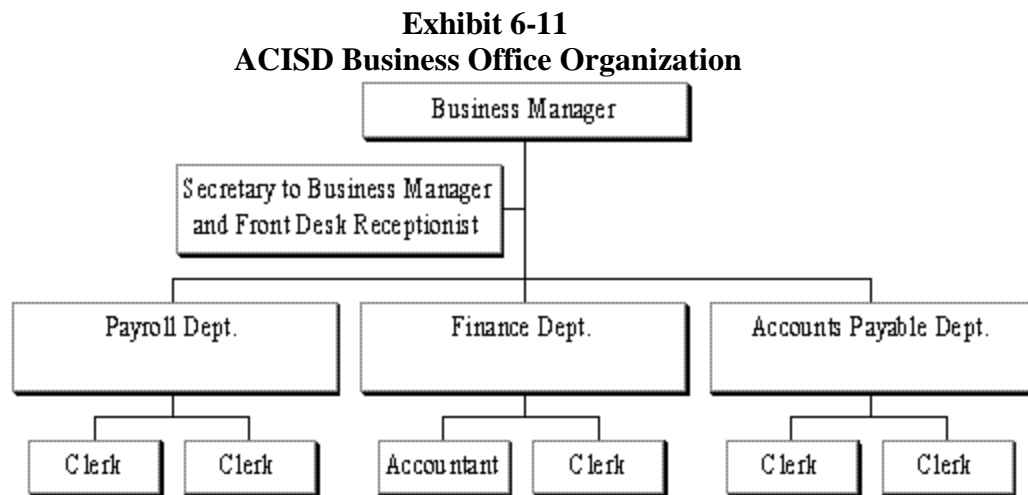 Exhibit 6-11
ACISD Business Office Organization
Business Manager
Secretary to Business Manager
and Front Desk Receptionist
Payroll Dept.
Finance Dept.
Accounts Payable Dept.
Clerk
Clerk
Accountant
Clerk
Clerk
Clerk